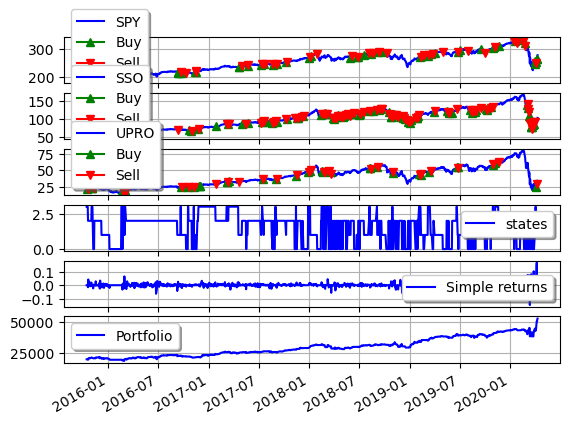 SPY
Buy
Sell
300
200
SSO
Buy
Sell
150
100
50
UPRO
Buy
Sell
75
50
25
states
2.5
0.0
Simple returns
0.1
0.0
−0.1
Portfolio
50000
25000
2016-01 2016-07 2017-01 2017-07 2018-01 2018-07 2019-01 2019-07 2020-01